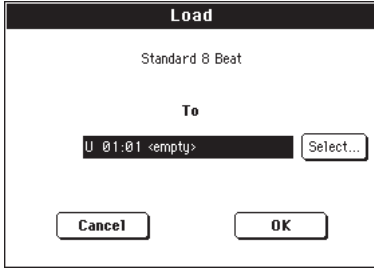 Load
Standard 8 Beat
To
U 01:01 <empty>
Select...
Cancel
OK